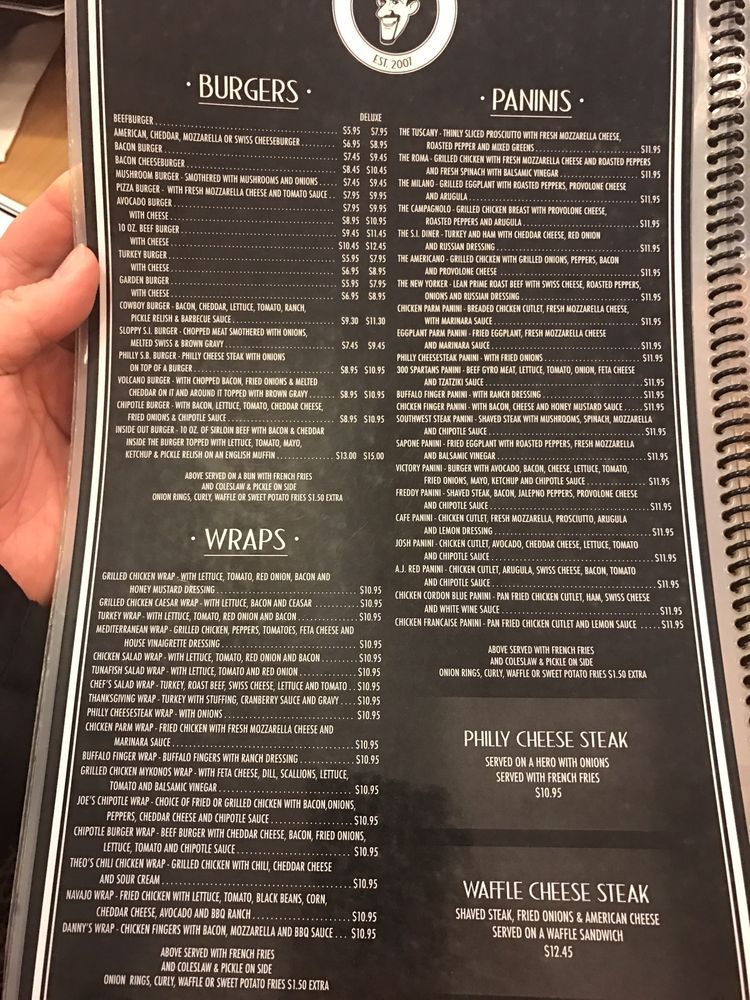 EST. 2007
· BURGERS ·
DELUXE
BEEFBURGER $5.95 $7.95
AMERICAN, CHEDDAR, MOZZARELLA OR SWISS CHEESEBURGER $6.95 $8.95
BACON BURGER $7.45 $9.45
BACON CHEESEBURGER $8.45 $10.45
MUSHROOM BURGER - SMOTHERED WITH MUSHROOMS AND ONIONS $7.45 $9.45
PIZZA BURGER - WITH FRESH MOZZARELLA CHEESE AND TOMATO SAUCE $7.95 $9.95
AVOCADO BURGER $7.95 $9.95
WITH CHEESE $8.95 $10.95
10 OZ. BEEF BURGER $9.45 $11.45
WITH CHEESE $10.45 $12.45
TURKEY BURGER $5.95 $7.95
WITH CHEESE $6.95 $8.95
GARDEN BURGER $5.95 $7.95
WITH CHEESE $6.95 $8.95
COWBOY BURGER - BACON, CHEDDAR, LETTUCE, TOMATO, RANCH,
PICKLE RELISH & BARBECUE SAUCE $9.30 $11.30
SLOPPY S.I. BURGER - CHOPPED MEAT SMOTHERED WITH ONIONS,
MELTED SWISS & BROWN GRAVY $7.45 $9.45
PHILLY S.B. BURGER - PHILLY CHEESE STEAK WITH ONIONS
ON TOP OF A BURGER $8.95 $10.95
VOLCANO BURGER - WITH CHOPPED BACON, FRIED ONIONS & MELTED
CHEDDAR ON IT AND AROUND IT TOPPED WITH BROWN GRAVY $8.95 $10.95
CHIPOTLE BURGER - WITH BACON, LETTUCE, TOMATO, CHEDDAR CHEESE,
FRIED ONIONS & CHIPOTLE SAUCE $8.95 $10.95
INSIDE OUT BURGER - 10 OZ. OF SIRLOIN BEEF WITH BACON & CHEDDAR
INSIDE THE BURGER TOPPED WITH LETTUCE, TOMATO, MAYO,
KETCHUP & PICKLE RELISH ON AN ENGLISH MUFFIN $13.00 $15.00
ABOVE SERVED ON A BUN WITH FRENCH FRIES
AND COLESLAW & PICKLE ON SIDE
ONION RINGS, CURLY, WAFFLE OR SWEET POTATO FRIES $1.50 EXTRA
· WRAPS ·
GRILLED CHICKEN WRAP - WITH LETTUCE, TOMATO, RED ONION, BACON AND
HONEY MUSTARD DRESSING $10.95
GRILLED CHICKEN CAESAR WRAP - WITH LETTUCE, BACON AND CEASAR $10.95
TURKEY WRAP - WITH LETTUCE, TOMATO, RED ONION AND BACON $10.95
MEDITERRANEAN WRAP - GRILLED CHICKEN, PEPPERS, TOMATOES, FETA CHEESE AND
HOUSE VINAIGRETTE DRESSING $10.95
CHICKEN SALAD WRAP - WITH LETTUCE, TOMATO, RED ONION AND BACON $10.95
TUNAFISH SALAD WRAP - WITH LETTUCE, TOMATO AND RED ONION $10.95
CHEF'S SALAD WRAP - TURKEY, ROAST BEEF, SWISS CHEESE, LETTUCE AND TOMATO $10.95
THANKSGIVING WRAP - TURKEY WITH STUFFING, CRANBERRY SAUCE AND GRAVY $10.95
PHILLY CHEESESTEAK WRAP - WITH ONIONS $10.95
CHICKEN PARM WRAP - FRIED CHICKEN WITH FRESH MOZZARELLA CHEESE AND
MARINARA SAUCE $10.95
BUFFALO FINGER WRAP - BUFFALO FINGERS WITH RANCH DRESSING $10.95
GRILLED CHICKEN MYKONOS WRAP - WITH FETA CHEESE, DILL, SCALLIONS, LETTUCE,
TOMATO AND BALSAMIC VINEGAR $10.95
JOE'S CHIPOTLE WRAP - CHOICE OF FRIED OR GRILLED CHICKEN WITH BACON,ONIONS,
PEPPERS, CHEDDAR CHEESE AND CHIPOTLE SAUCE $10.95
CHIPOTLE BURGER WRAP - BEEF BURGER WITH CHEDDAR CHEESE, BACON, FRIED ONIONS,
LETTUCE, TOMATO AND CHIPOTLE SAUCE $10.95
THEO'S CHILI CHICKEN WRAP - GRILLED CHICKEN WITH CHILI, CHEDDAR CHEESE
AND SOUR CREAM $10.95
NAVAJO WRAP - FRIED CHICKEN WITH LETTUCE, TOMATO, BLACK BEANS, CORN,
CHEDDAR CHEESE, AVOCADO AND BBQ RANCH $10.95
DANNY'S WRAP - CHICKEN FINGERS WITH BACON, MOZZARELLA AND BBQ SAUCE $10.95
ABOVE SERVED WITH FRENCH FRIES
AND COLESLAW & PICKLE ON SIDE
ONION RINGS, CURLY, WAFFLE OR SWEET POTATO FRIES $1.50 EXTRA
· PANINIS ·
THE TUSCANY - THINLY SLICED PROSCIUTTO WITH FRESH MOZZARELLA CHEESE,
ROASTED PEPPER AND MIXED GREENS $11.95
THE ROMA - GRILLED CHICKEN WITH FRESH MOZZARELLA CHEESE AND ROASTED PEPPERS
AND FRESH SPINACH WITH BALSAMIC VINEGAR $11.95
THE MILANO - GRILLED EGGPLANT WITH ROASTED PEPPERS, PROVOLONE CHEESE
AND ARUGULA $11.95
THE CAMPAGNOLO - GRILLED CHICKEN BREAST WITH PROVOLONE CHEESE,
ROASTED PEPPERS AND ARUGULA $11.95
THE S.I. DINER - TURKEY AND HAM WITH CHEDDAR CHEESE, RED ONION
AND RUSSIAN DRESSING $11.95
THE AMERICANO - GRILLED CHICKEN WITH GRILLED ONIONS, PEPPERS, BACON
AND PROVOLONE CHEESE $11.95
THE NEW YORKER - LEAN PRIME ROAST BEEF WITH SWISS CHEESE, ROASTED PEPPERS,
ONIONS AND RUSSIAN DRESSING $11.95
CHICKEN PARM PANINI - BREADED CHICKEN CUTLET, FRESH MOZZARELLA CHEESE,
WITH MARINARA SAUCE $11.95
EGGPLANT PARM PANINI - FRIED EGGPLANT, FRESH MOZZARELLA CHEESE
AND MARINARA SAUCE $11.95
PHILLY CHEESESTEAK PANINI - WITH FRIED ONIONS $11.95
300 SPARTANS PANINI - BEEF GYRO MEAT, LETTUCE, TOMATO, ONION, FETA CHEESE
AND TZATZIKI SAUCE $11.95
BUFFALO FINGER PANINI - WITH RANCH DRESSING $11.95
CHICKEN FINGER PANINI - WITH BACON, CHEESE AND HONEY MUSTARD SAUCE $11.95
SOUTHWEST STEAK PANINI - SHAVED STEAK WITH MUSHROOMS, SPINACH, MOZZARELLA
AND CHIPOTLE SAUCE $11.95
SAPONE PANINI - FRIED EGGPLANT WITH ROASTED PEPPERS, FRESH MOZZARELLA
AND BALSAMIC VINEGAR $11.95
VICTORY PANINI - BURGER WITH AVOCADO, BACON, CHEESE, LETTUCE, TOMATO,
FRIED ONIONS, MAYO, KETCHUP AND CHIPOTLE SAUCE $11.95
FREDDY PANINI - SHAVED STEAK, BACON, JALEPNO PEPPERS, PROVOLONE CHEESE
AND CHIPOTLE SAUCE $11.95
CAFE PANINI - CHICKEN CUTLET, FRESH MOZZARELLA, PROSCIUTTO, ARUGULA
AND LEMON DRESSING $11.95
JOSH PANINI - CHICKEN CUTLET, AVOCADO, CHEDDAR CHEESE, LETTUCE, TOMATO
AND CHIPOTLE SAUCE $11.95
A.J. RED PANINI - CHICKEN CUTLET, ARUGULA, SWISS CHEESE, BACON, TOMATO
AND CHIPOTLE SAUCE $11.95
CHICKEN CORDON BLUE PANINI - PAN FRIED CHICKEN CUTLET, HAM, SWISS CHEESE
AND WHITE WINE SAUCE $11.95
CHICKEN FRANCAISE PANINI - PAN FRIED CHICKEN CUTLET AND LEMON SAUCE $11.95
ABOVE SERVED WITH FRENCH FRIES
AND COLESLAW & PICKLE ON SIDE
ONION RINGS, CURLY, WAFFLE OR SWEET POTATO FRIES $1.50 EXTRA
PHILLY CHEESE STEAK
SERVED ON A HERO WITH ONIONS
SERVED WITH FRENCH FRIES
$10.95
WAFFLE CHEESE STEAK
SHAVED STEAK, FRIED ONIONS & AMERICAN CHEESE
SERVED ON A WAFFLE SANDWICH
$12.45